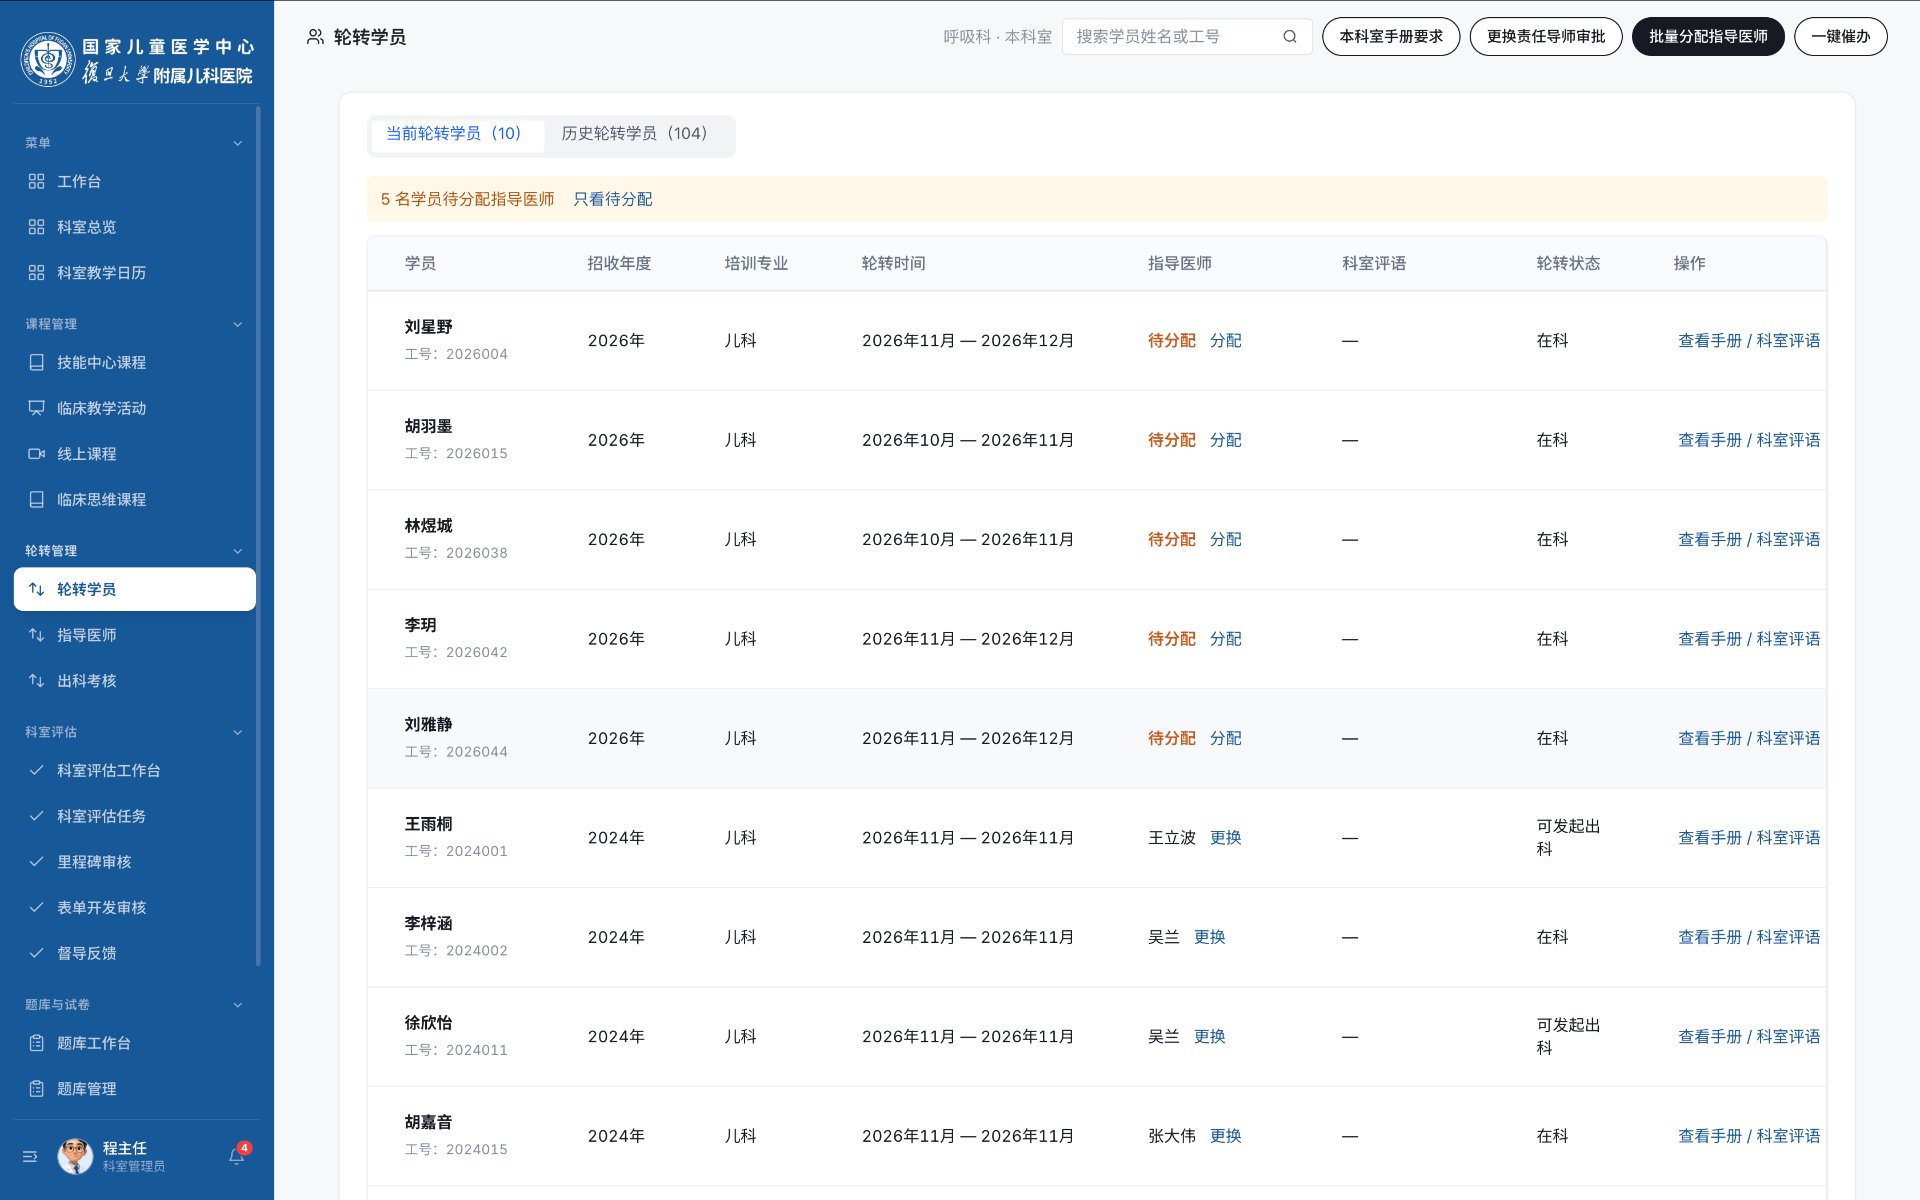 国家儿童医学中心
復旦大学附属儿科医院
1952
菜单
工作台
科室总览
科室教学日历
课程管理
技能中心课程
临床教学活动
线上课程
临床思维课程
轮转管理
轮转学员
指导医师
出科考核
科室评估
科室评估工作台
科室评估任务
里程碑审核
表单开发审核
督导反馈
题库与试卷
题库工作台
题库管理
程主任
科室管理员
4
轮转学员
呼吸科 · 本科室
搜索学员姓名或工号
本科室手册要求
更换责任导师审批
批量分配指导医师
一键催办
当前轮转学员（10）
历史轮转学员（104）
5 名学员待分配指导医师 只看待分配
学员 招收年度 培训专业 轮转时间 指导医师 科室评语 轮转状态 操作
刘星野
工号：2026004
2026年 儿科 2026年11月 — 2026年12月 待分配 分配 — 在科 查看手册 / 科室评语
胡羽墨
工号：2026015
2026年 儿科 2026年10月 — 2026年11月 待分配 分配 — 在科 查看手册 / 科室评语
林煜城
工号：2026038
2026年 儿科 2026年10月 — 2026年11月 待分配 分配 — 在科 查看手册 / 科室评语
李玥
工号：2026042
2026年 儿科 2026年11月 — 2026年12月 待分配 分配 — 在科 查看手册 / 科室评语
刘雅静
工号：2026044
2026年 儿科 2026年11月 — 2026年12月 待分配 分配 — 在科 查看手册 / 科室评语
王雨桐
工号：2024001
2024年 儿科 2026年11月 — 2026年11月 王立波 更换 — 可发起出
科
查看手册 / 科室评语
李梓涵
工号：2024002
2024年 儿科 2026年11月 — 2026年11月 吴兰 更换 — 在科 查看手册 / 科室评语
徐欣怡
工号：2024011
2024年 儿科 2026年11月 — 2026年11月 吴兰 更换 — 可发起出
科
查看手册 / 科室评语
胡嘉音
工号：2024015
2024年 儿科 2026年11月 — 2026年11月 张大伟 更换 — 在科 查看手册 / 科室评语